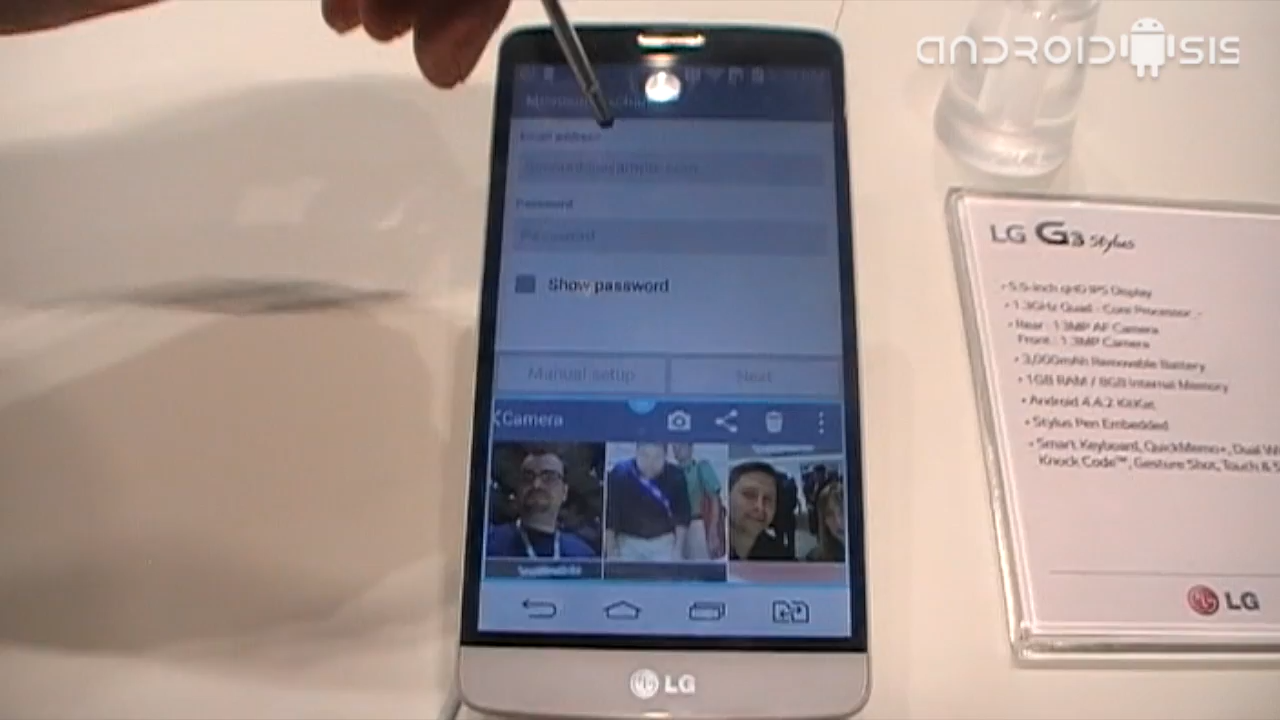 ANDROIDSIS
Email address
Password
Password
Show password
Manual setup
Next
Camera
LG
LG G3 Stylus
• 5.5-inch qHD IPS Display
• 1.3GHz Quad - Core Processor -
• Rear : 13MP AF Camera
Front : 1.3MP Camera
• 3,000mAh Removable Battery
• 1GB RAM / 8GB Internal Memory
• Android 4.4.2 KitKat
• Stylus Pen Embedded
• Smart Keyboard, QuickMemo+, Dual
Knock Code™, Gesture Shot, Touch &
LG